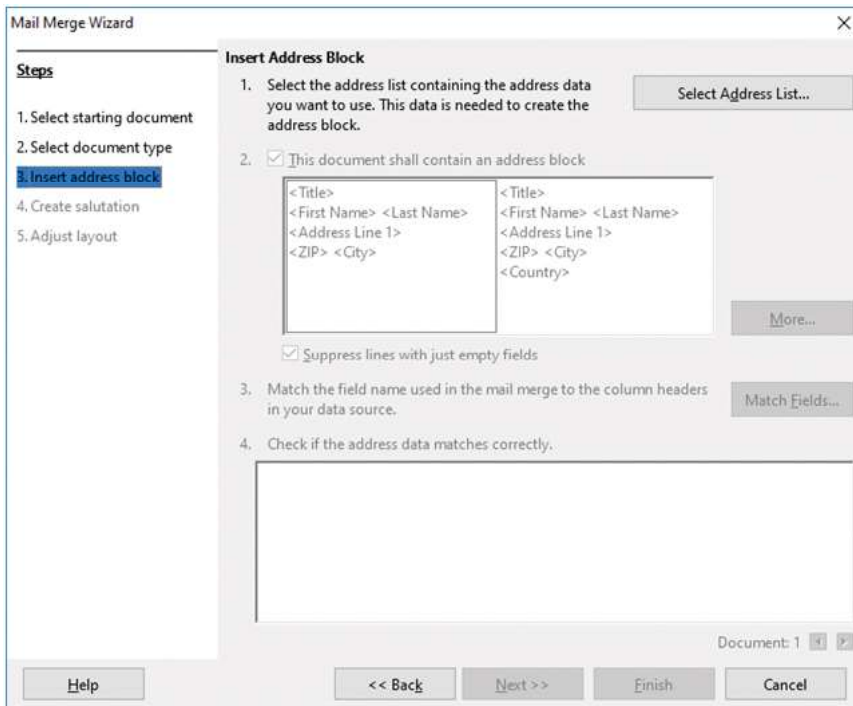 Mail Merge Wizard
Steps
1. Select starting document
2. Select document type
3. Insert address block
4. Create salutation
5. Adjust layout
Insert Address Block
1. Select the address list containing the address data
you want to use. This data is needed to create the
address block.
Select Address List...
2. This document shall contain an address block
<Title>
<First Name> <Last Name>
<Address Line 1>
<ZIP> <City>
<Title>
<First Name> <Last Name>
<Address Line 1>
<ZIP> <City>
<Country>
More...
Suppress lines with just empty fields
3. Match the field name used in the mail merge to the column headers
in your data source.
Match Fields...
4. Check if the address data matches correctly.
Document: 1
Help
<< Back
Next >>
Finish
Cancel